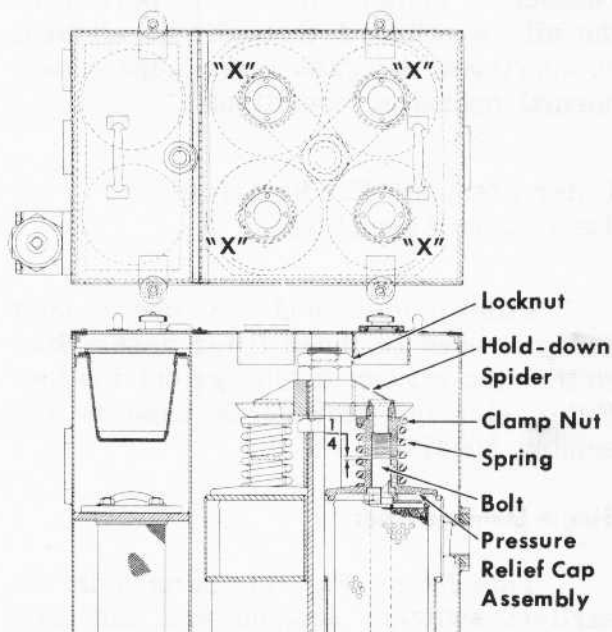 "X" "X"
"X" "X"
Locknut
Hold-down
Spider
Clamp Nut
1
4
Spring
Bolt
Pressure
Relief Cap
Assembly